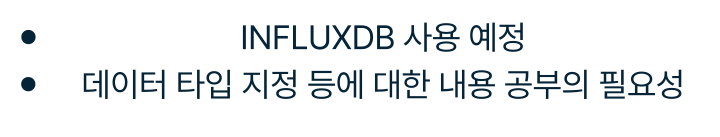 • INFLUXDB 사용 예정
• 데이터 타입 지정 등에 대한 내용 공부의 필요성